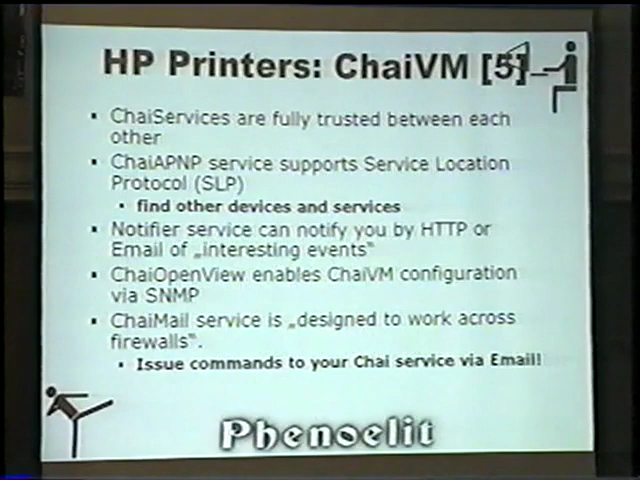 HP Printers: ChaiVM [5]
▪ ChaiServices are fully trusted between each
other
▪ ChaiAPNP service supports Service Location
Protocol (SLP)
▪ find other devices and services
▪ Notifier service can notify you by HTTP or
Email of „interesting events“
▪ ChaiOpenView enables ChaiVM configuration
via SNMP
▪ ChaiMail service is „designed to work across
firewalls“.
▪ Issue commands to your Chai service via Email!
Phenoelit